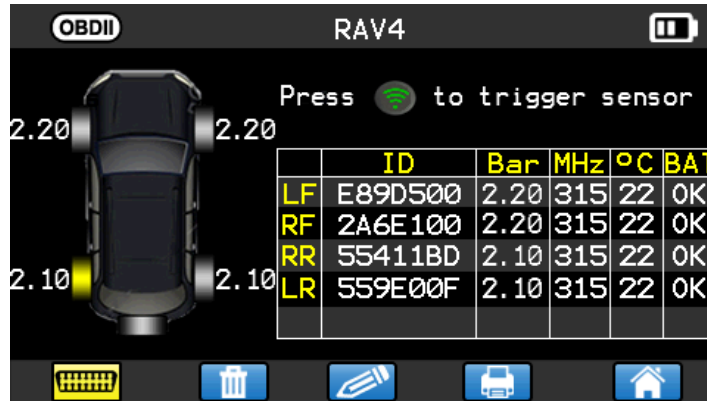 OBDII RAV4
Press to trigger sensor
2.20 2.20
ID Bar MHz ºC BAT
LF E89D500 2.20 315 22 OK
RF 2A6E100 2.20 315 22 OK
RR 55411BD 2.10 315 22 OK
2.10 2.10
LR 559E00F 2.10 315 22 OK